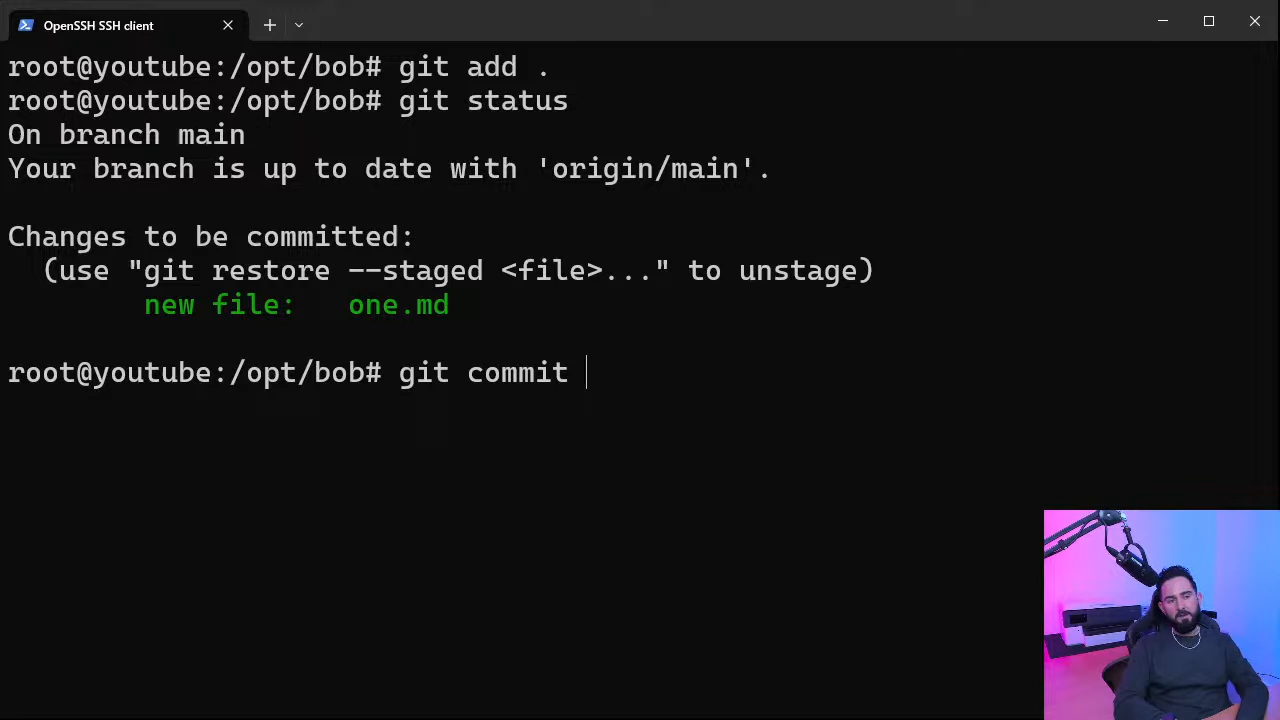 OpenSSH SSH client
root@youtube:/opt/bob# git add .
root@youtube:/opt/bob# git status
On branch main
Your branch is up to date with 'origin/main'.
Changes to be committed:
  (use "git restore --staged <file>..." to unstage)
        new file:   one.md
root@youtube:/opt/bob# git commit